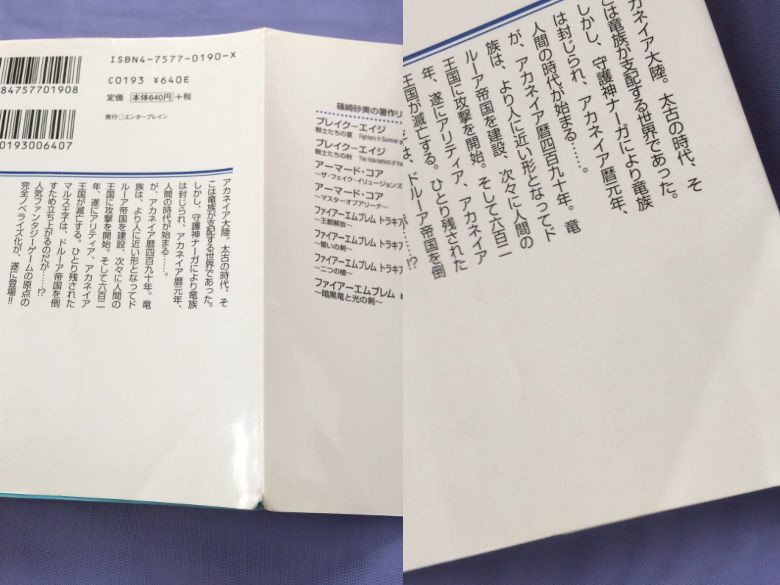 ISBN4-7577-0190-X
84757701908
C0193 ¥640E
定価 本体640円 +税
発行○エンターブレイン
0193006407
アカネイア大陸。太古の時代、そ
こは竜族が支配する世界であった。
しかし、守護神ナーガにより竜族
は封じられ、アカネイア暦元年、
人間の時代が始まる……。
が、アカネイア暦四百九十年。竜
族は、より人に近い形となってド
ルーア帝国を建設、次々に人間の
王国に攻撃を開始。そして六百二
年、遂にアリティア、アカネイア
王国が滅亡する。ひとり残された
マルス王子は、ドルーア帝国を倒
すため立ち上がるのだが……!?
人気ファンタジーゲームの原点の
完全ノベライズ化が、遂に登場!!
篠崎砂美の著作リ
ブレイク-エイジ
戦士たちの夏 Fighters in Summer
ブレイク-エイジ
戦士たちの秋 The hide-behind of the
アーマード・コア
〜ザ・フェイク・イリュージョンズ
アーマード・コア
〜マスターオブアリーナ〜
ファイアーエムブレム トラキア
〜王都解放〜
ファイアーエムブレム トラキア
〜誓いの剣〜
ファイアーエムブレム トラキア
〜二つの槍〜
ファイアーエムブレム
〜暗黒竜と光の剣〜
カネイア大陸。太古の時代、そ
こは竜族が支配する世界であった。
しかし、守護神ナーガにより竜族
は封じられ、アカネイア暦元年、
人間の時代が始まる……。
が、アカネイア暦四百九十年。竜
族は、より人に近い形となってド
ルーア帝国を建設、次々に人間の
王国に攻撃を開始。そして六百二
年、遂にアリティア、アカネイア
王国が滅亡する。ひとり残された
は、ドルーア帝国を倒
が……!?